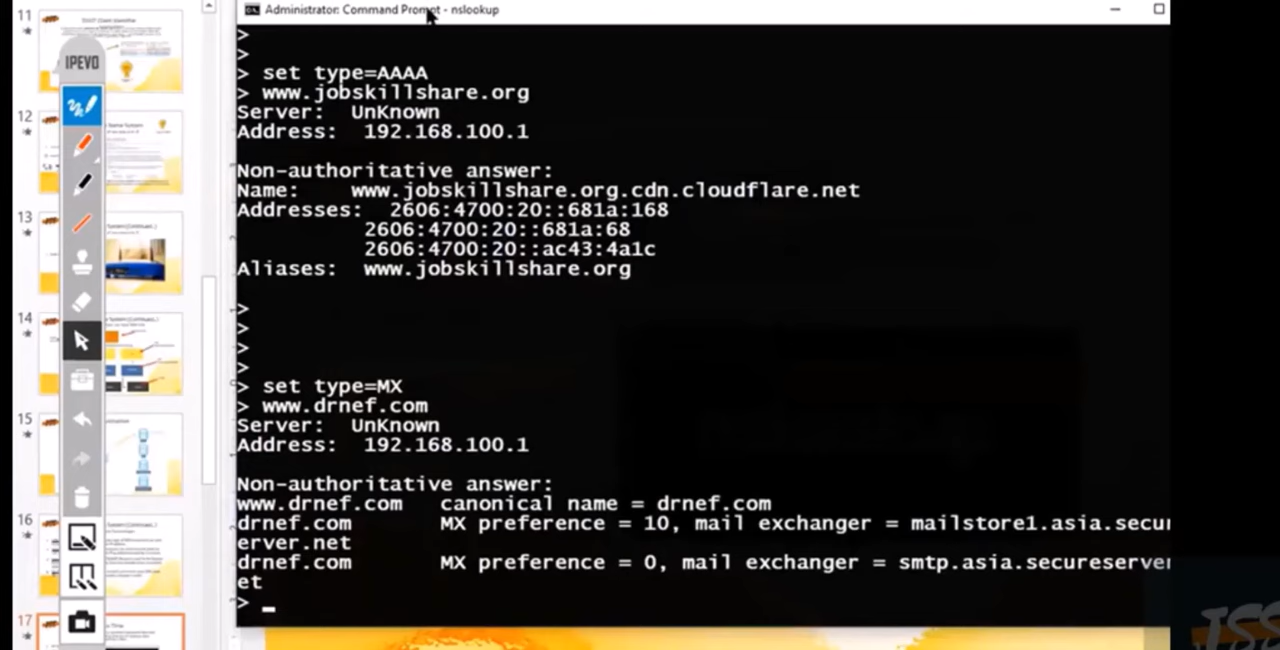 Administrator: Command Prompt - nslookup
>
>
> set type=AAAA
> www.jobskillshare.org
Server:  UnKnown
Address:  192.168.100.1
Non-authoritative answer:
Name:    www.jobskillshare.org.cdn.cloudflare.net
Addresses:  2606:4700:20::681a:168
2606:4700:20::681a:68
2606:4700:20::ac43:4a1c
Aliases:  www.jobskillshare.org
>
>
>
>
> set type=MX
> www.drnef.com
Server:  UnKnown
Address:  192.168.100.1
Non-authoritative answer:
www.drnef.com   canonical name = drnef.com
drnef.com       MX preference = 10, mail exchanger = mailstore1.asia.secur
erver.net
drnef.com       MX preference = 0, mail exchanger = smtp.asia.secureserver
et
> _
IPEVO
11
12
13
14
15
16
17
JSS